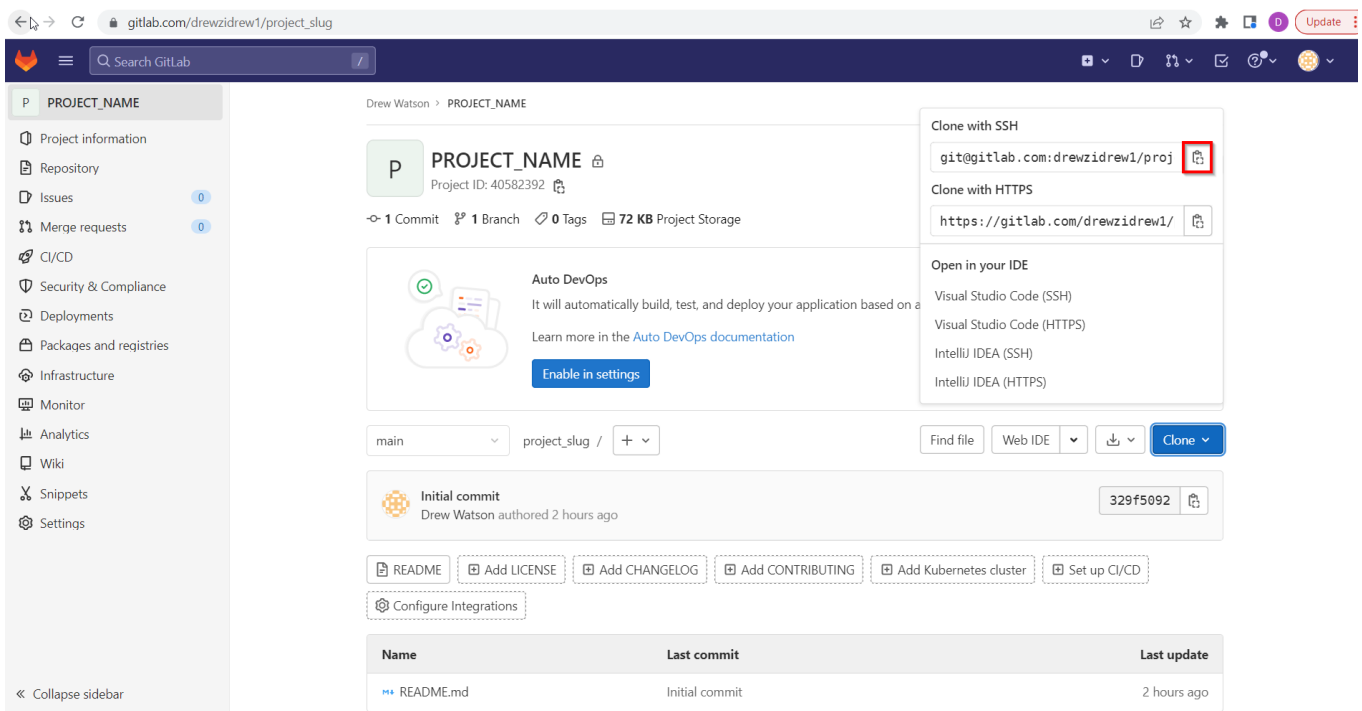 gitlab.com/drewzidrew1/project_slug
D
Update
Search GitLab
/
P PROJECT_NAME
Project information
Repository
Issues 0
Merge requests 0
CI/CD
Security & Compliance
Deployments
Packages and registries
Infrastructure
Monitor
Analytics
Wiki
Snippets
Settings
« Collapse sidebar
Drew Watson > PROJECT_NAME
P
PROJECT_NAME
Project ID: 40582392
1 Commit 1 Branch 0 Tags 72 KB Project Storage
Auto DevOps
It will automatically build, test, and deploy your application based on a
Learn more in the Auto DevOps documentation
Enable in settings
Clone with SSH
git@gitlab.com:drewzidrew1/proj
Clone with HTTPS
https://gitlab.com/drewzidrew1/
Open in your IDE
Visual Studio Code (SSH)
Visual Studio Code (HTTPS)
IntelliJ IDEA (SSH)
IntelliJ IDEA (HTTPS)
main project_slug / + Find file Web IDE Clone
Initial commit
Drew Watson authored 2 hours ago
329f5092
README Add LICENSE Add CHANGELOG Add CONTRIBUTING Add Kubernetes cluster Set up CI/CD
Configure Integrations
Name Last commit Last update
M↓ README.md Initial commit 2 hours ago